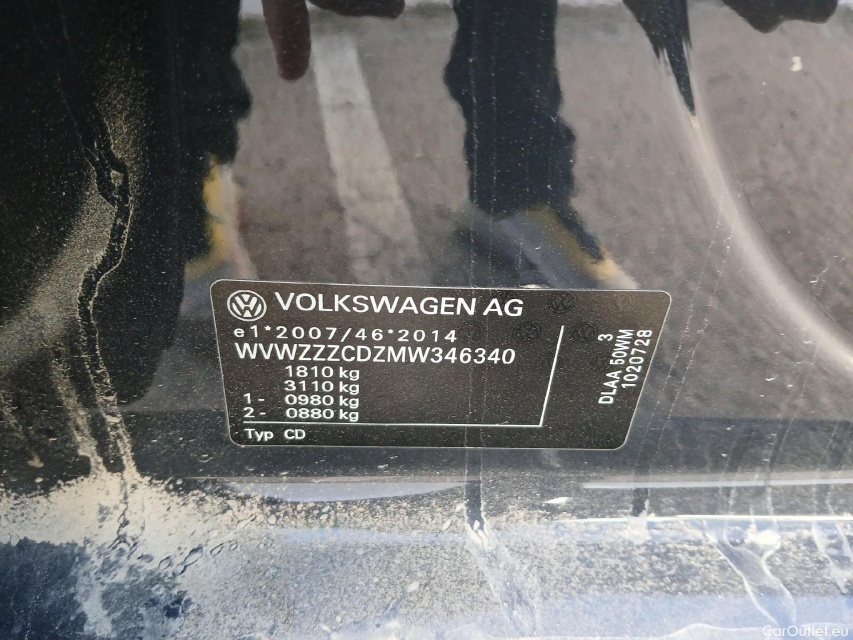 VOLKSWAGEN AG
e1*2007/46*2014
WVWZZZCDZMW346340
1810 kg
3110 kg
1- 0980 kg
2- 0880 kg
Typ CD
3
DLAA 50WM
1020728
CarOutlet.eu